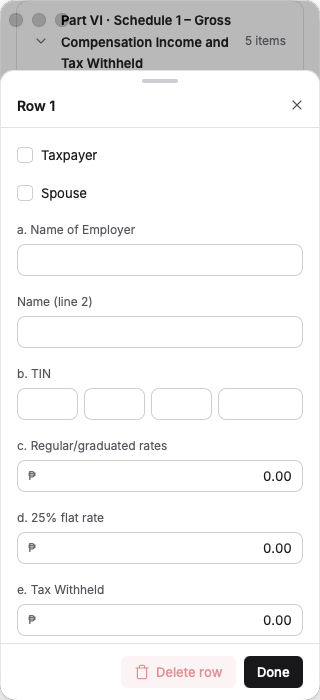 Part VI · Schedule 1 – Gross
Compensation Income and
Tax Withheld
5 items
Row 1
Taxpayer
Spouse
a. Name of Employer
Name (line 2)
b. TIN
c. Regular/graduated rates
₱ 0.00
d. 25% flat rate
₱ 0.00
e. Tax Withheld
₱ 0.00
Delete row
Done